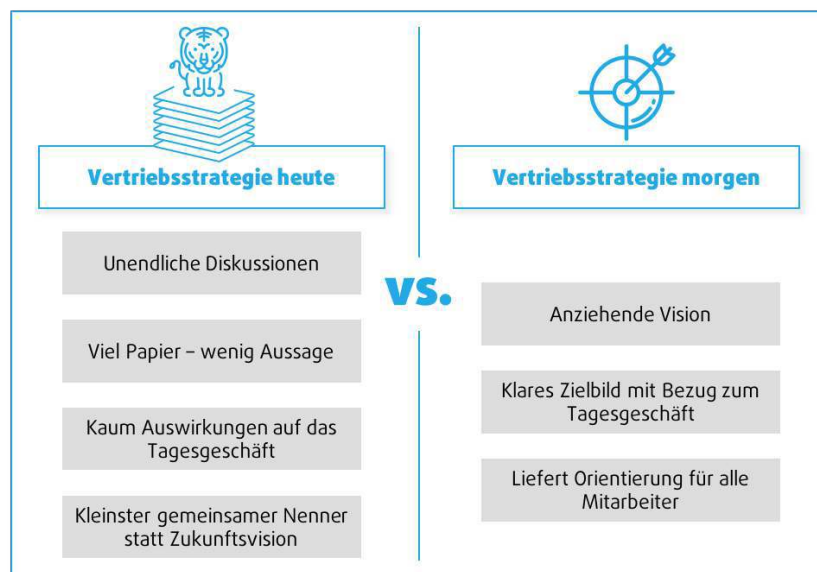 Vertriebsstrategie heute
Unendliche Diskussionen
Viel Papier – wenig Aussage
Kaum Auswirkungen auf das
Tagesgeschäft
Kleinster gemeinsamer Nenner
statt Zukunftsvision
vs.
Vertriebsstrategie morgen
Anziehende Vision
Klares Zielbild mit Bezug zum
Tagesgeschäft
Liefert Orientierung für alle
Mitarbeiter